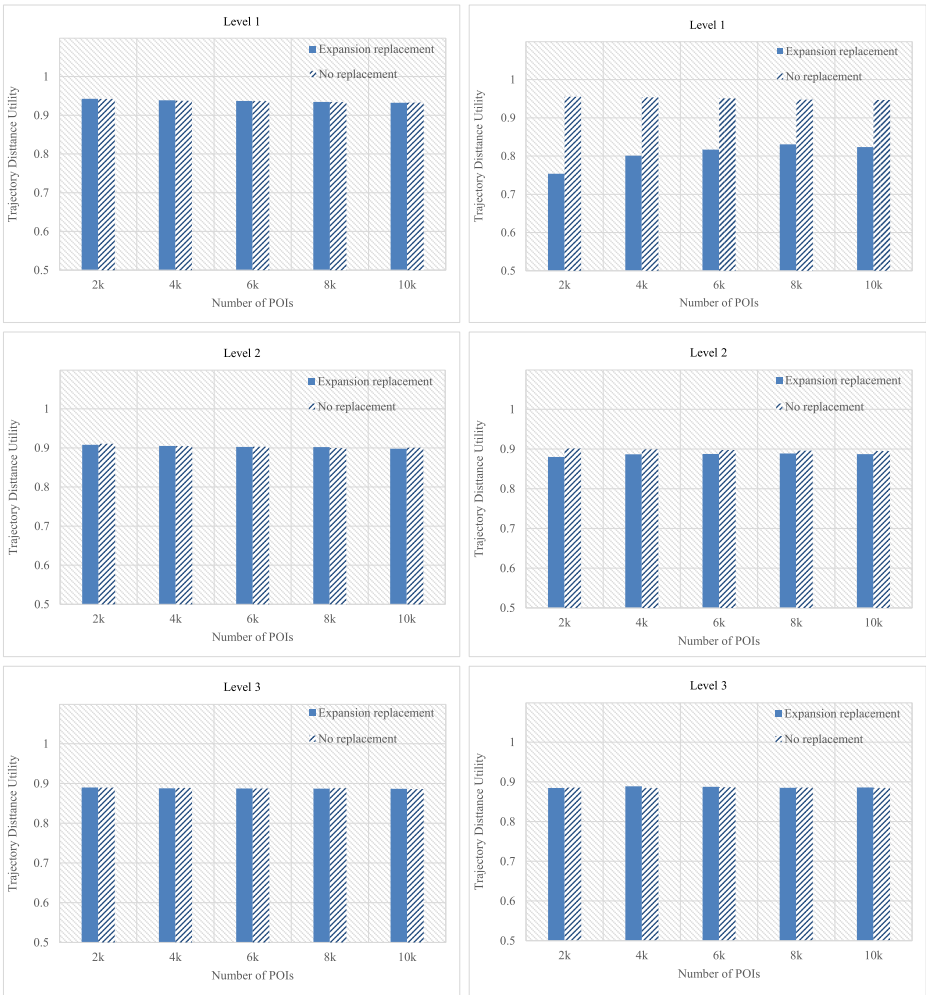 Level 1
Expansion replacement
No replacement
1
0.9
0.8
0.7
0.6
0.5
Trajectory Disttance Utility
2k 4k 6k 8k 10k
Number of POIs
Level 1
Expansion replacement
No replacement
1
0.9
0.8
0.7
0.6
0.5
Trajectory Disttance Utility
2k 4k 6k 8k 10k
Number of POIs
Level 2
Expansion replacement
No replacement
1
0.9
0.8
0.7
0.6
0.5
Trajectory Disttance Utility
2k 4k 6k 8k 10k
Number of POIs
Level 2
Expansion replacement
No replacement
1
0.9
0.8
0.7
0.6
0.5
Trajectory Disttance Utility
2k 4k 6k 8k 10k
Number of POIs
Level 3
Expansion replacement
No replacement
1
0.9
0.8
0.7
0.6
0.5
Trajectory Disttance Utility
2k 4k 6k 8k 10k
Number of POIs
Level 3
Expansion replacement
No replacement
1
0.9
0.8
0.7
0.6
0.5
Trajectory Disttance Utility
2k 4k 6k 8k 10k
Number of POIs